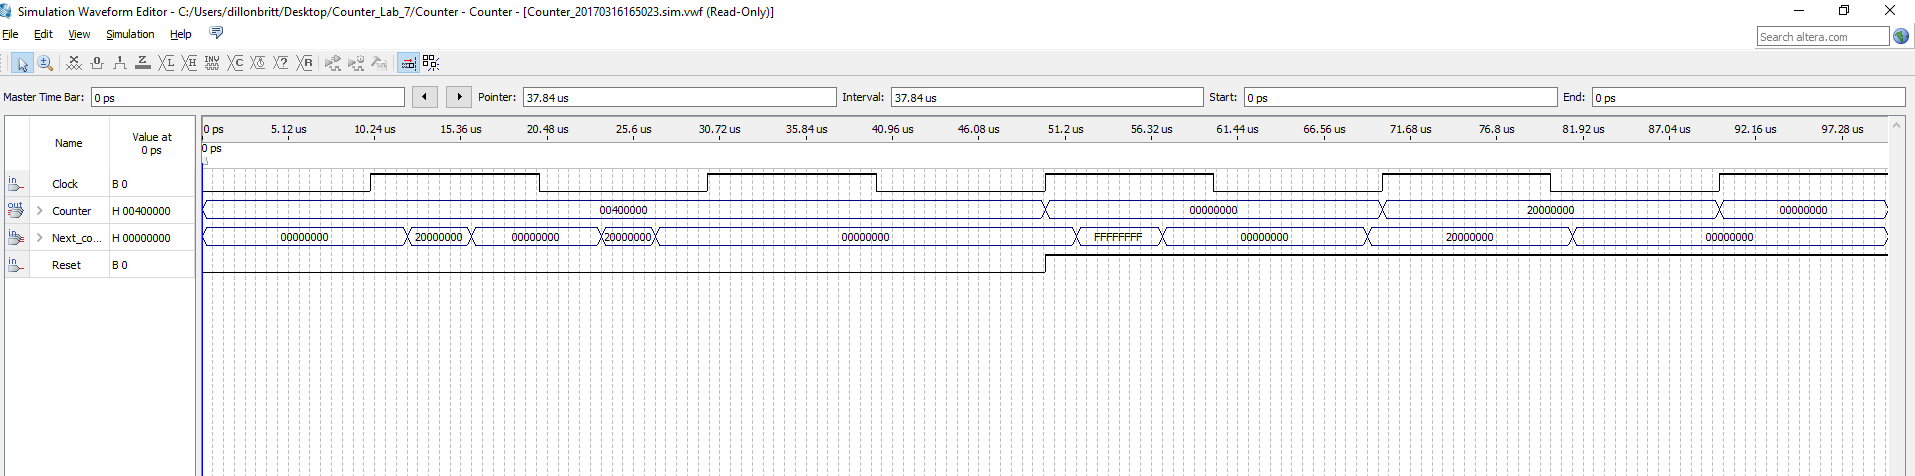 Simulation Waveform Editor - C:/Users/dillonbritt/Desktop/Counter_Lab_7/Counter - Counter - [Counter_20170316165023.sim.vwf (Read-Only)]
File Edit View Simulation Help
Search altera.com
Master Time Bar: 0 ps Pointer: 37.84 us Interval: 37.84 us Start: 0 ps End: 0 ps
Name Value at 0 ps
0 ps 5.12 us 10.24 us 15.36 us 20.48 us 25.6 us 30.72 us 35.84 us 40.96 us 46.08 us 51.2 us 56.32 us 61.44 us 66.56 us 71.68 us 76.8 us 81.92 us 87.04 us 92.16 us 97.28 us
0 ps
in Clock B 0
out Counter H 00400000 00400000 00000000 20000000 00000000
in Next_co... H 00000000 00000000 20000000 00000000 20000000 00000000 FFFFFFFF 00000000 20000000 00000000
in Reset B 0